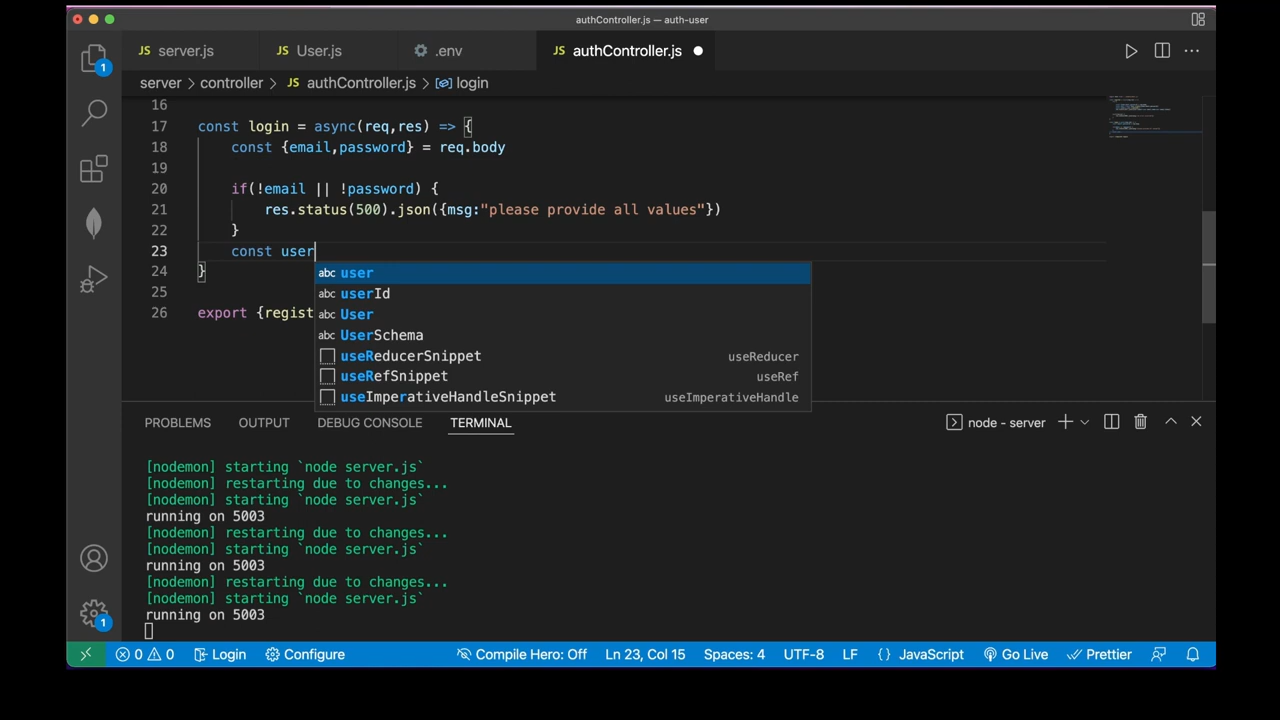 authController.js — auth-user
JS server.js JS User.js .env JS authController.js
server > controller > JS authController.js > login
1
16
17 const login = async(req,res) => {
18 const {email,password} = req.body
19
20 if(!email || !password) {
21 res.status(500).json({msg:"please provide all values"})
22 }
23 const user
24 }
25
26 export {regist
abc user
abc userId
abc User
abc UserSchema
useReducerSnippet useReducer
useRefSnippet useRef
useImperativeHandleSnippet useImperativeHandle
PROBLEMS OUTPUT DEBUG CONSOLE TERMINAL node - server
[nodemon] starting `node server.js`
[nodemon] restarting due to changes...
[nodemon] starting `node server.js`
running on 5003
[nodemon] restarting due to changes...
[nodemon] starting `node server.js`
running on 5003
[nodemon] restarting due to changes...
[nodemon] starting `node server.js`
running on 5003
1
0 0 Login Configure Compile Hero: Off Ln 23, Col 15 Spaces: 4 UTF-8 LF {} JavaScript Go Live Prettier